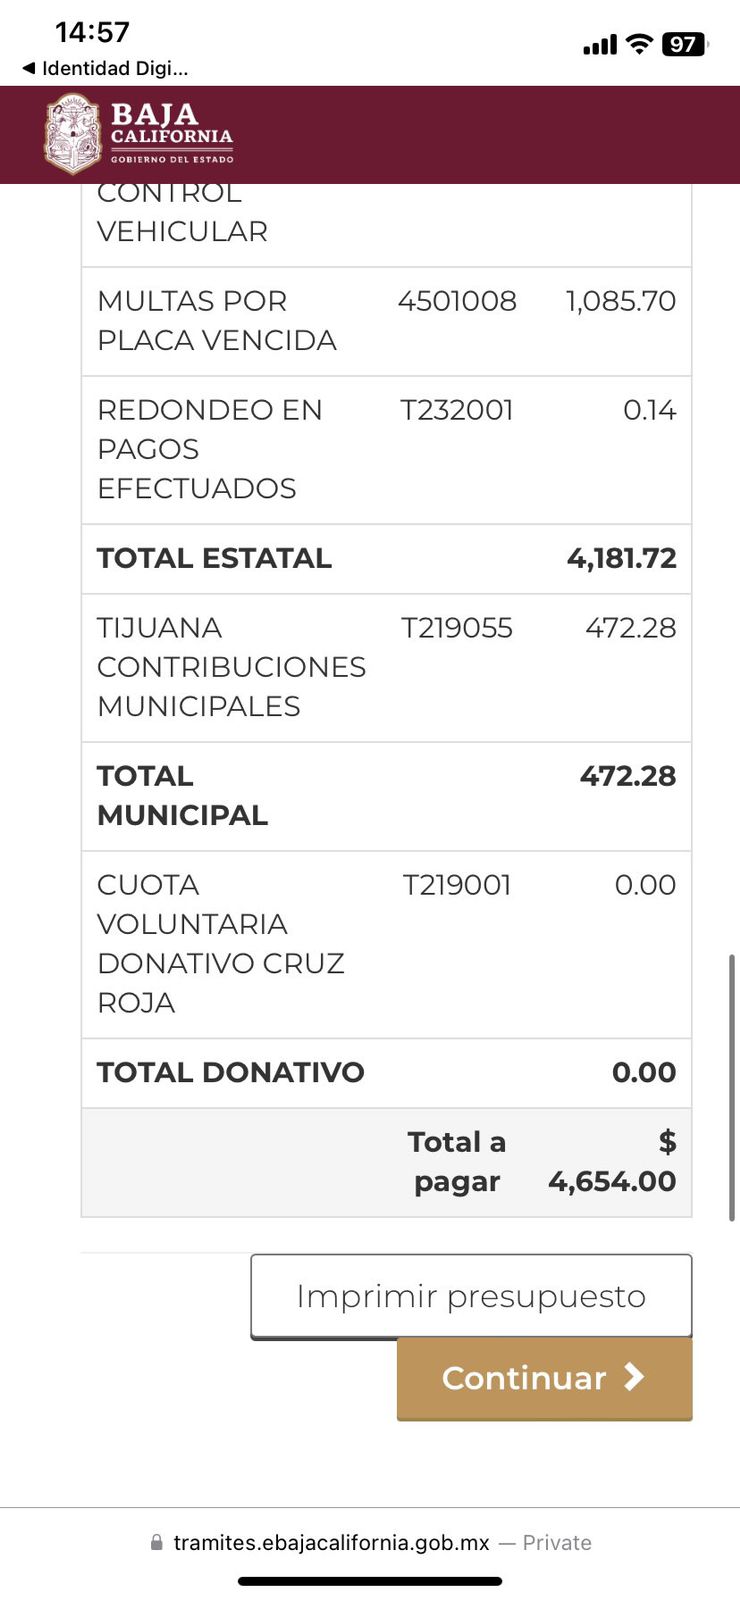 14:57
97
◀ Identidad Digi...
BAJA
CALIFORNIA
GOBIERNO DEL ESTADO
CONTROL
VEHICULAR
MULTAS POR 4501008 1,085.70
PLACA VENCIDA
REDONDEO EN T232001 0.14
PAGOS
EFECTUADOS
TOTAL ESTATAL 4,181.72
TIJUANA T219055 472.28
CONTRIBUCIONES
MUNICIPALES
TOTAL 472.28
MUNICIPAL
CUOTA T219001 0.00
VOLUNTARIA
DONATIVO CRUZ
ROJA
TOTAL DONATIVO 0.00
Total a $
pagar 4,654.00
Imprimir presupuesto
Continuar
tramites.ebajacalifornia.gob.mx — Private